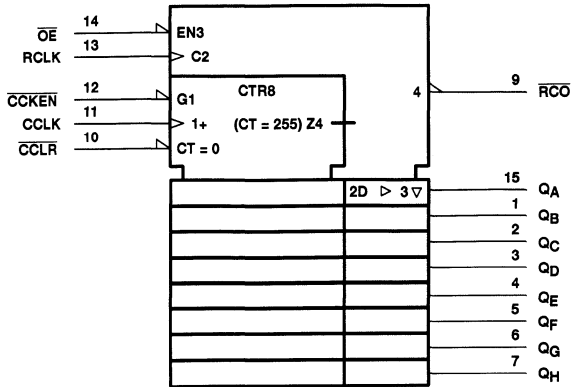 14
OE EN3
13
RCLK C2
12 CTR8 9
CCKEN G1 4 RCO
11
CCLK 1+ (CT = 255) Z4
10
CCLR CT = 0
15
2D ▷ 3 ▽ QA
1
QB
2
QC
3
QD
4
QE
5
QF
6
QG
7
QH